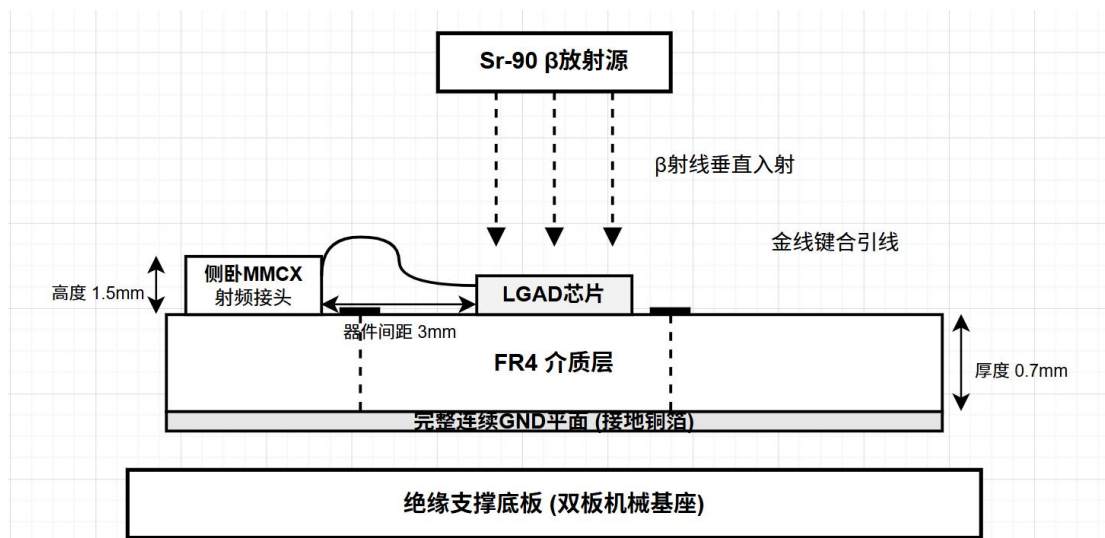 Sr-90 β放射源
β射线垂直入射
金线键合引线
侧卧MMCX
射频接头
高度 1.5mm
LGAD芯片
器件间距 3mm
FR4 介质层
厚度 0.7mm
完整连续GND平面 (接地铜箔)
绝缘支撑底板 (双板机械基座)